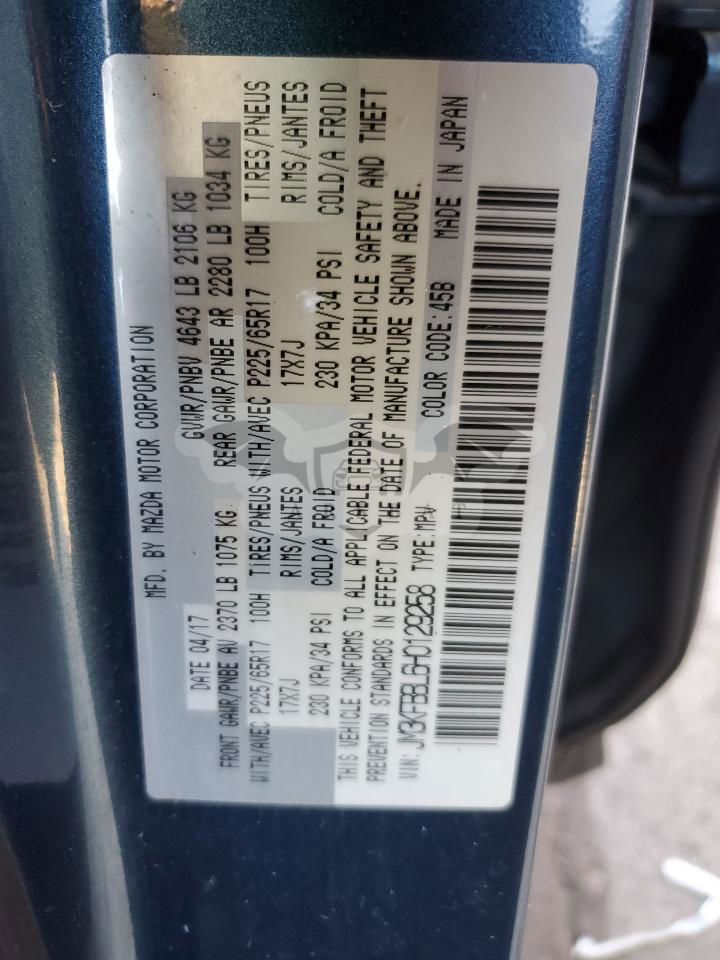 MFD. BY MAZDA MOTOR CORPORATION
DATE 04/17 GVWR/PNBV 4643 LB 2106 KG
FRONT GAWR/PNBE AV 2370 LB 1075 KG REAR GAWR/PNBE AR 2280 LB 1034 KG
WITH/AVEC P225/65R17 100H TIRES/PNEUS WITH/AVEC P225/65R17 100H TIRES/PNEUS
17X7J RIMS/JANTES 17X7J RIMS/JANTES
230 KPA/34 PSI COLD/A FROID 230 KPA/34 PSI COLD/A FROID
THIS VEHICLE CONFORMS TO ALL APPLICABLE FEDERAL MOTOR VEHICLE SAFETY AND THEFT
PREVENTION STANDARDS IN EFFECT ON THE DATE OF MANUFACTURE SHOWN ABOVE.
VIN: JM3KFBBL6H0129258 TYPE:MPV COLOR CODE:45B MADE IN JAPAN